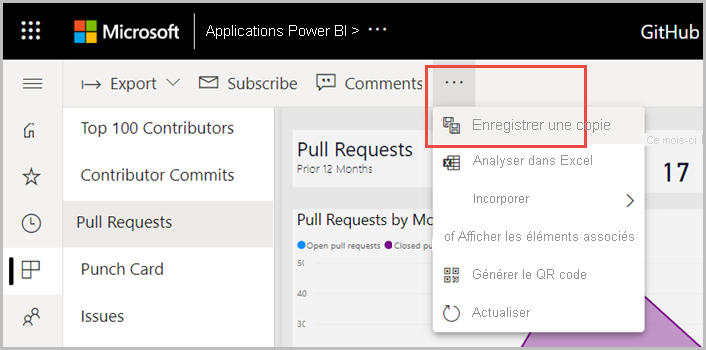 Microsoft
Applications Power BI > ...
GitHub
Export
Subscribe
Comments
...
Top 100 Contributors
Contributor Commits
Pull Requests
Punch Card
Issues
Pull Requests
Prior 12 Months
Pull Requests by Mo
Open pull requests Closed pu
50
40
30
Enregistrer une copie
Analyser dans Excel
Incorporer
of Afficher les éléments associés
Générer le QR code
Actualiser
Ce mois-ci
17